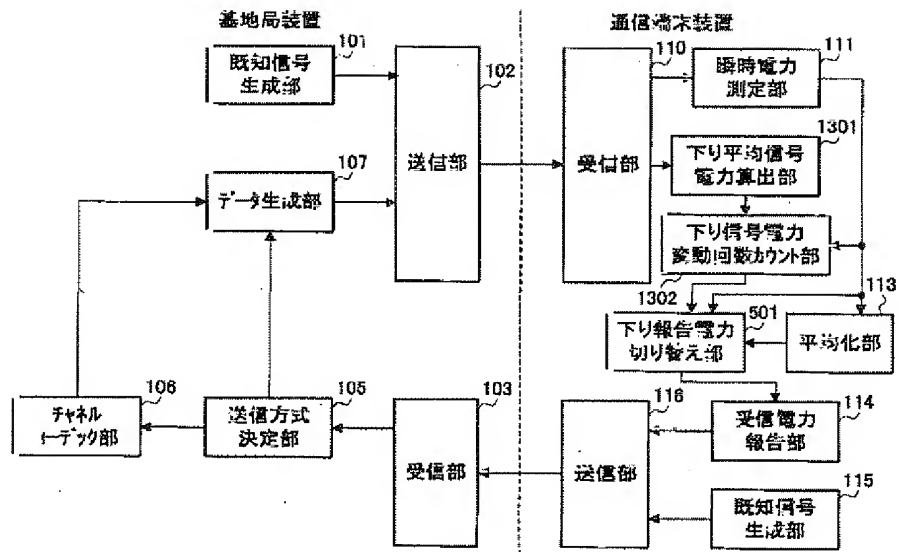 基地局装置
通信端末装置
101
既知信号
生成部
102
送信部
110
受信部
111
瞬時電力
測定部
1301
下り平均信号
電力算出部
107
データ生成部
下り信号電力
変動回数カウント部
1302
113
平均化部
501
下り報告電力
切り替え部
106
チャネル
コーデック部
105
送信方式
決定部
103
受信部
116
送信部
114
受信電力
報告部
115
既知信号
生成部